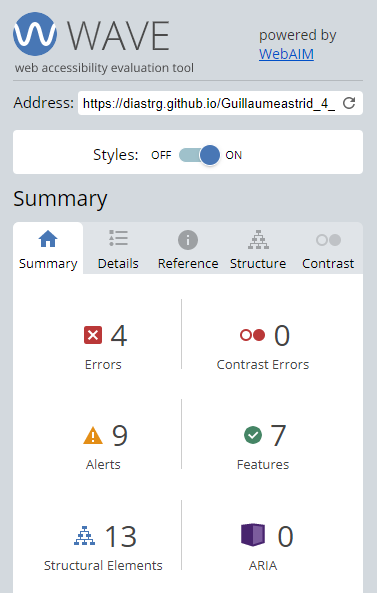 WAVE
web accessibility evaluation tool
powered by
WebAIM
Address: https://diastrg.github.io/Guillaumeastrid_4_
Styles: OFF ON
Summary
Summary Details Reference Structure Contrast
4 0
Errors Contrast Errors
9 7
Alerts Features
13 0
Structural Elements ARIA